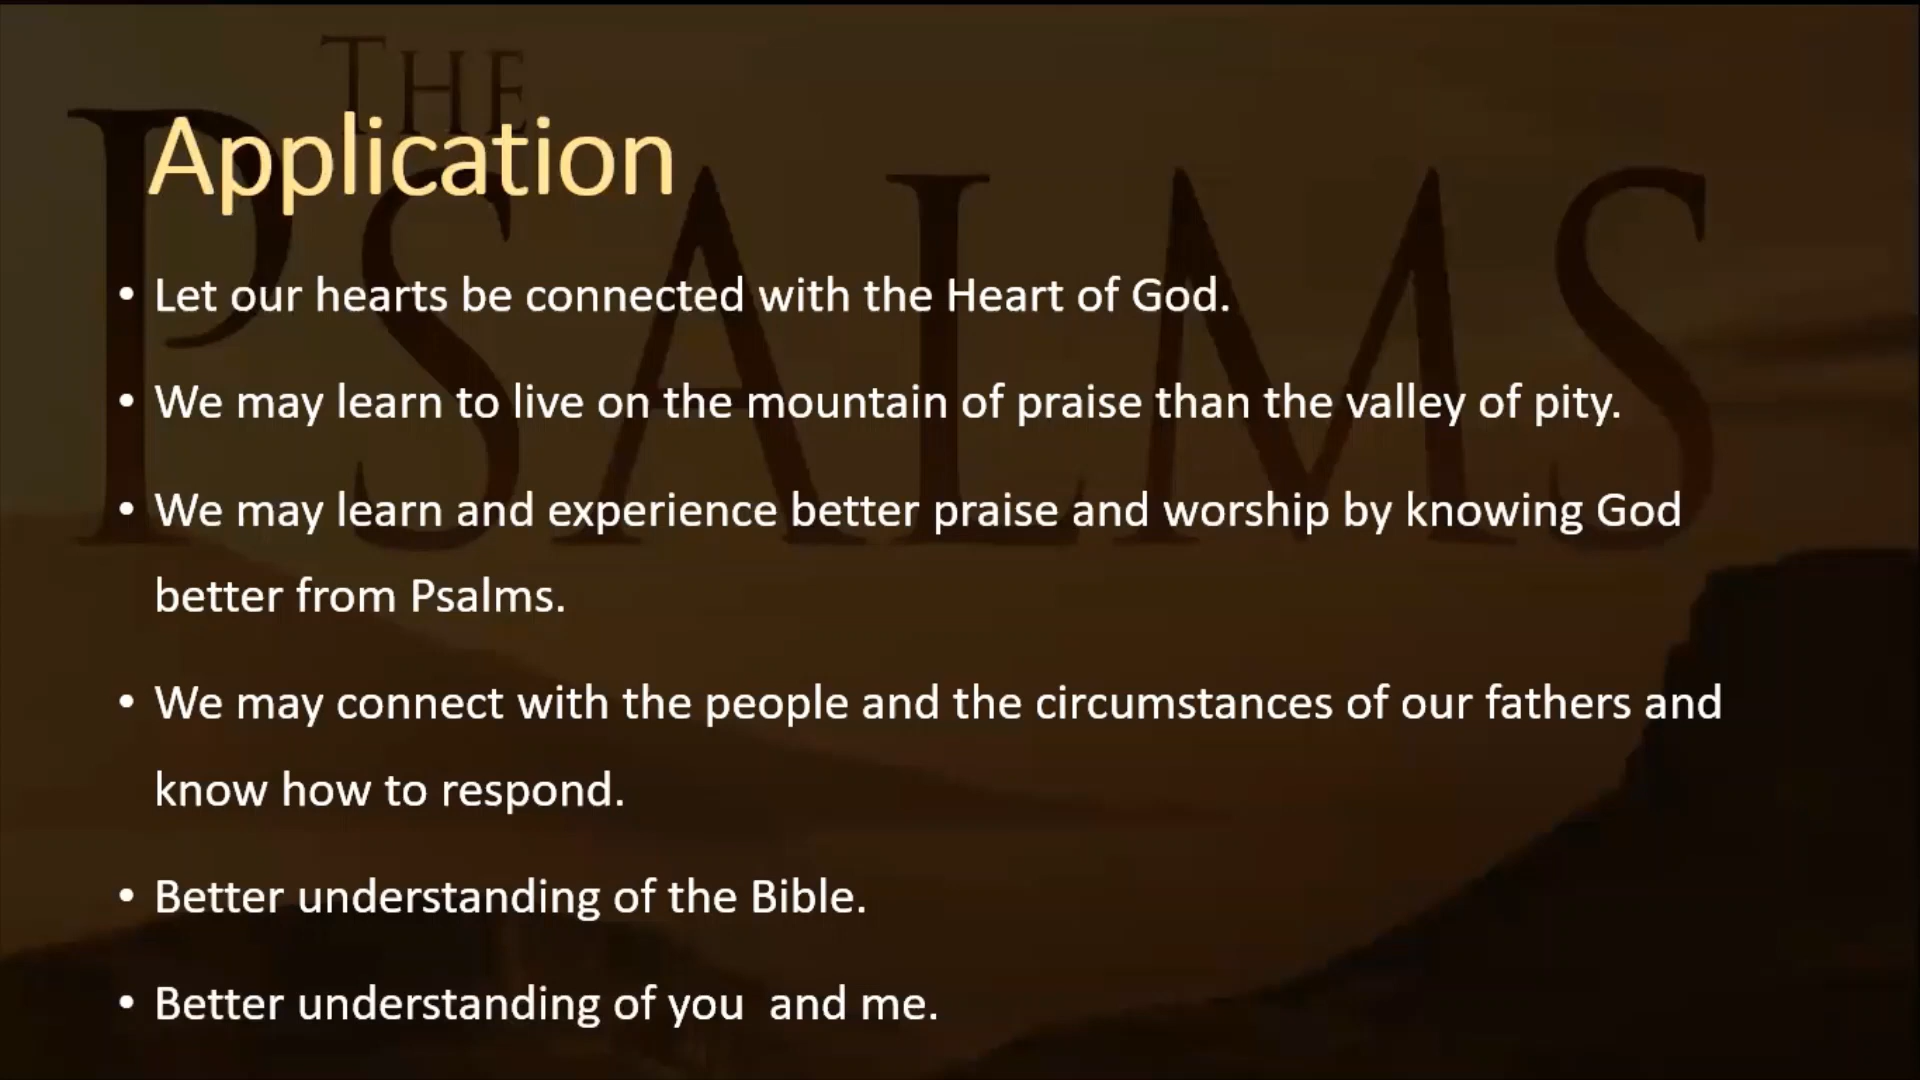 THE
PSALMS
Application
• Let our hearts be connected with the Heart of God.
• We may learn to live on the mountain of praise than the valley of pity.
• We may learn and experience better praise and worship by knowing God
better from Psalms.
• We may connect with the people and the circumstances of our fathers and
know how to respond.
• Better understanding of the Bible.
• Better understanding of you  and me.